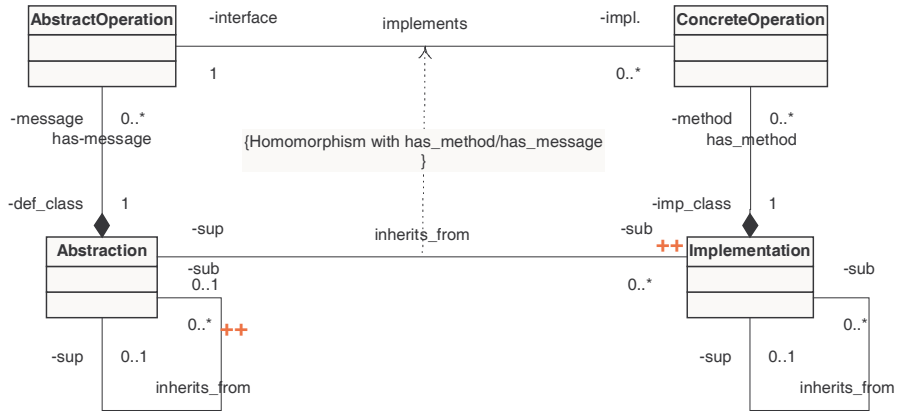 AbstractOperation
-interface
implements
-impl.
ConcreteOperation
1
0..*
-message
0..*
has-message
-method
0..*
has_method
{Homomorphism with has_method/has_message
}
-def_class
1
-imp_class
1
Abstraction
-sup
inherits_from
-sub
++
Implementation
-sub
0..1
0..*
-sub
0..*
++
0..*
-sup
0..1
-sup
0..1
inherits_from
inherits_from